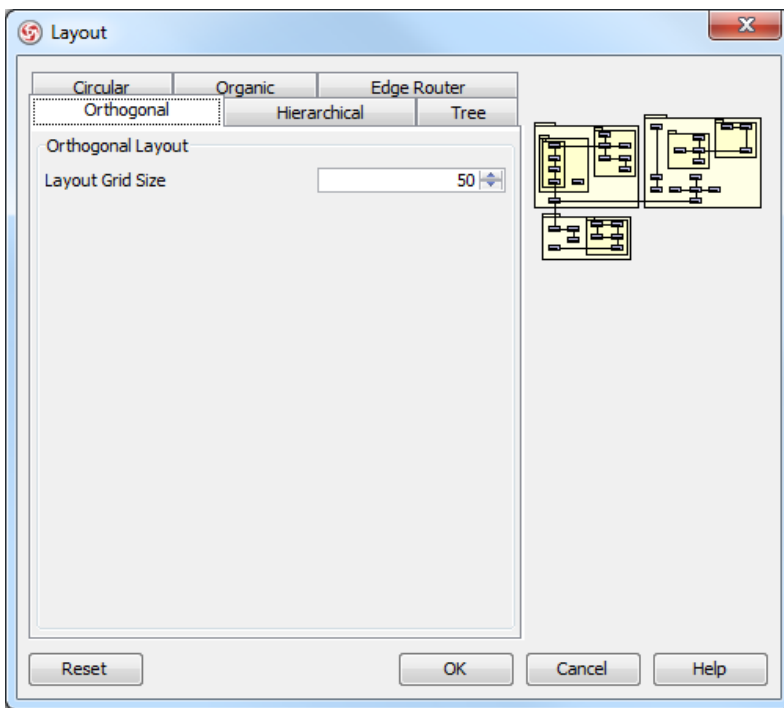 Layout
Circular Organic Edge Router
Orthogonal Hierarchical Tree
Orthogonal Layout
Layout Grid Size 50
Reset OK Cancel Help